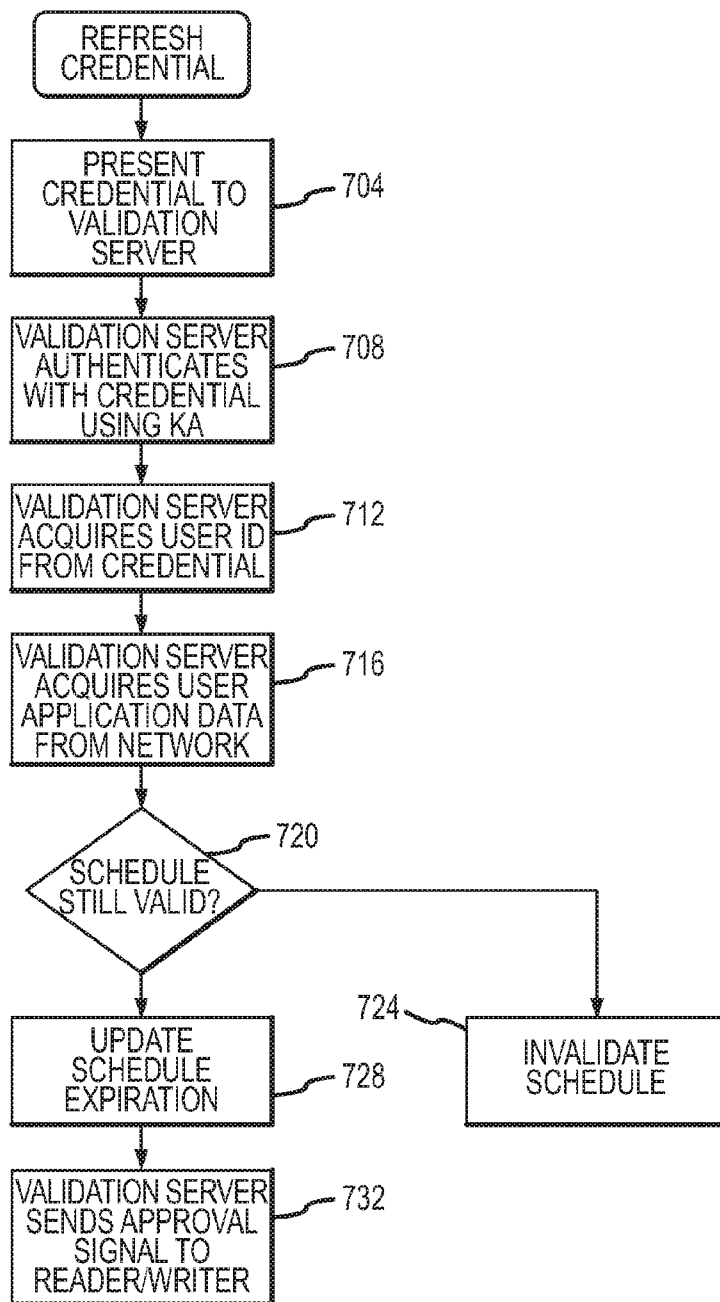 REFRESH
CREDENTIAL
PRESENT
CREDENTIAL TO
VALIDATION
SERVER
704
VALIDATION SERVER
AUTHENTICATES
WITH CREDENTIAL
USING KA
708
VALIDATION SERVER
ACQUIRES USER ID
FROM CREDENTIAL
712
VALIDATION SERVER
ACQUIRES USER
APPLICATION DATA
FROM NETWORK
716
720
SCHEDULE
STILL VALID?
724
INVALIDATE
SCHEDULE
UPDATE
SCHEDULE
EXPIRATION
728
VALIDATION SERVER
SENDS APPROVAL
SIGNAL TO
READER/WRITER
732